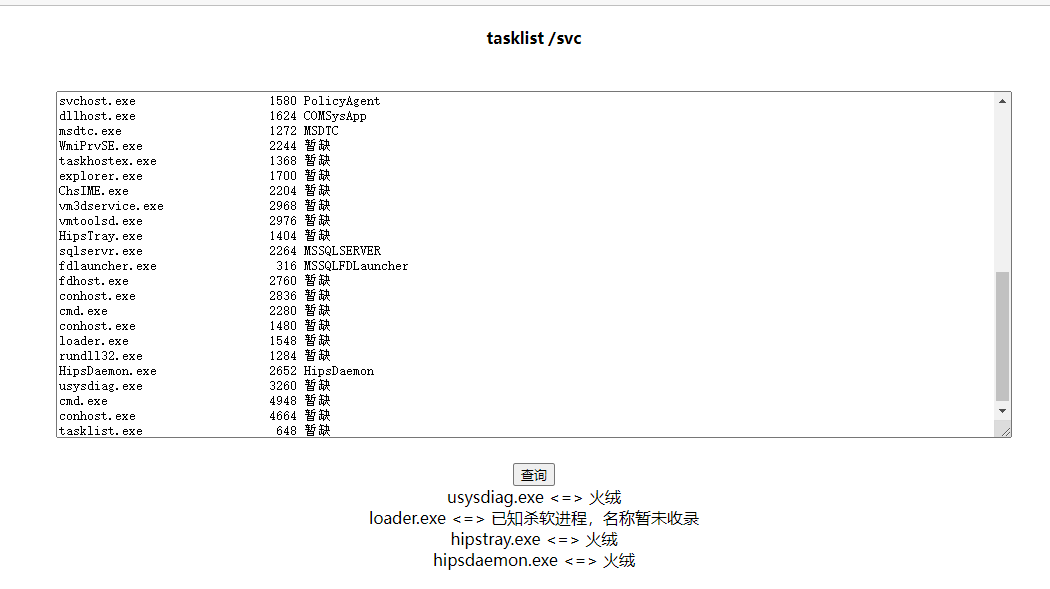 tasklist /svc
svchost.exe 1580 PolicyAgent
dllhost.exe 1624 COMSysApp
msdtc.exe 1272 MSDTC
WmiPrvSE.exe 2244 暂缺
taskhostex.exe 1368 暂缺
explorer.exe 1700 暂缺
ChsIME.exe 2204 暂缺
vm3dservice.exe 2968 暂缺
vmtoolsd.exe 2976 暂缺
HipsTray.exe 1404 暂缺
sqlservr.exe 2264 MSSQLSERVER
fdlauncher.exe 316 MSSQLFDLauncher
fdhost.exe 2760 暂缺
conhost.exe 2836 暂缺
cmd.exe 2280 暂缺
conhost.exe 1480 暂缺
loader.exe 1548 暂缺
rundll32.exe 1284 暂缺
HipsDaemon.exe 2652 HipsDaemon
usysdiag.exe 3260 暂缺
cmd.exe 4948 暂缺
conhost.exe 4664 暂缺
tasklist.exe 648 暂缺
查询
usysdiag.exe <=> 火绒
loader.exe <=> 已知杀软进程，名称暂未收录
hipstray.exe <=> 火绒
hipsdaemon.exe <=> 火绒